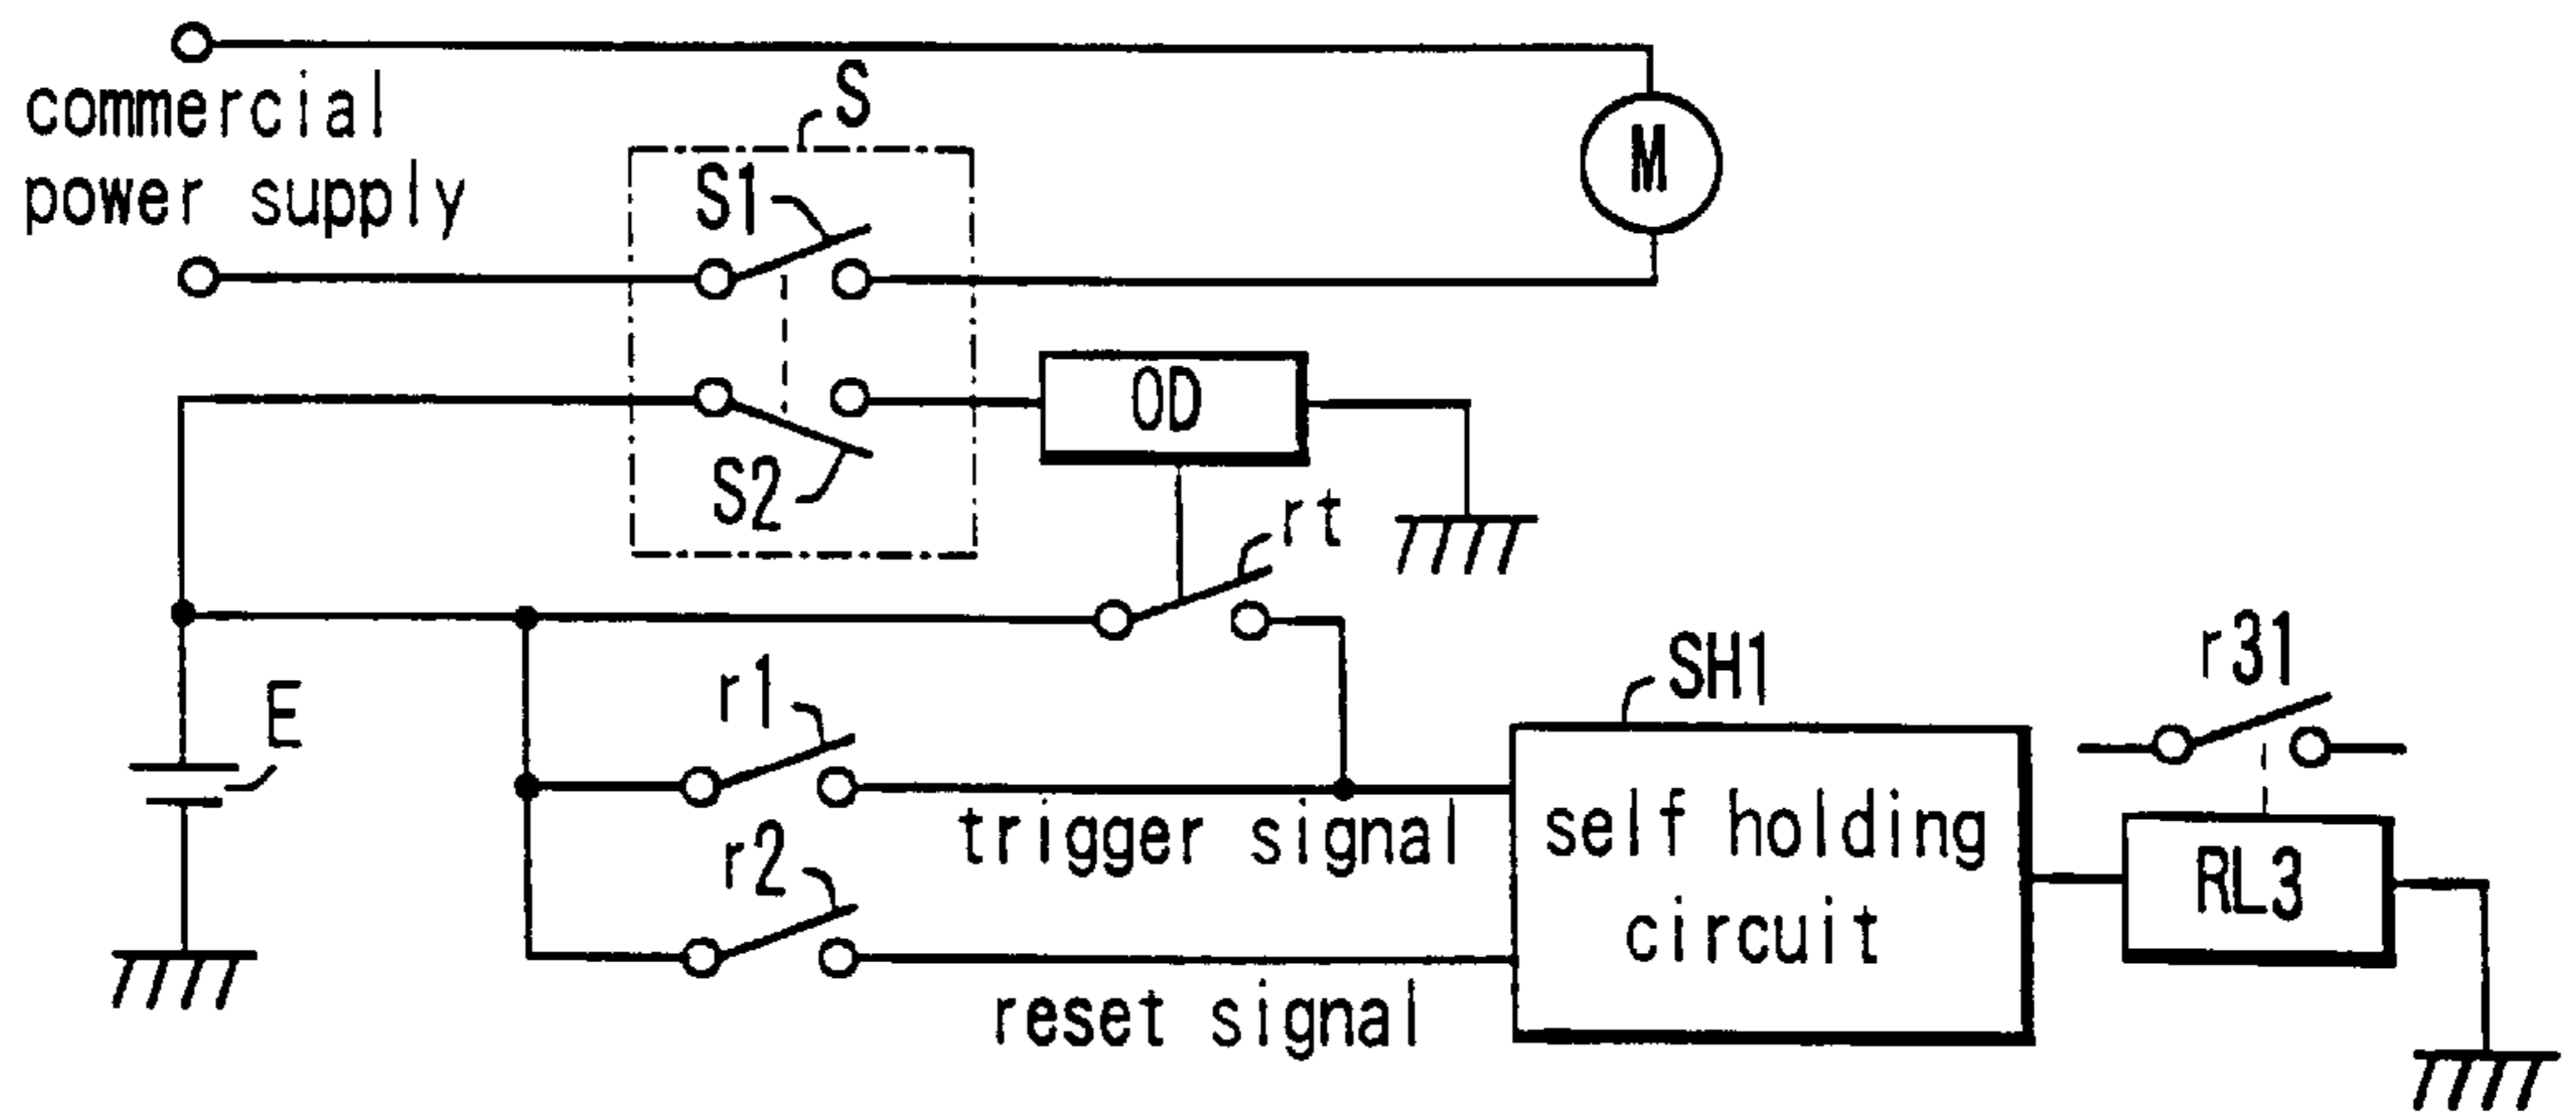 commercial
power supply
S
S1
M
OD
S2
rt
E
r1
SH1
r31
trigger signal
self holding
circuit
r2
RL3
reset signal